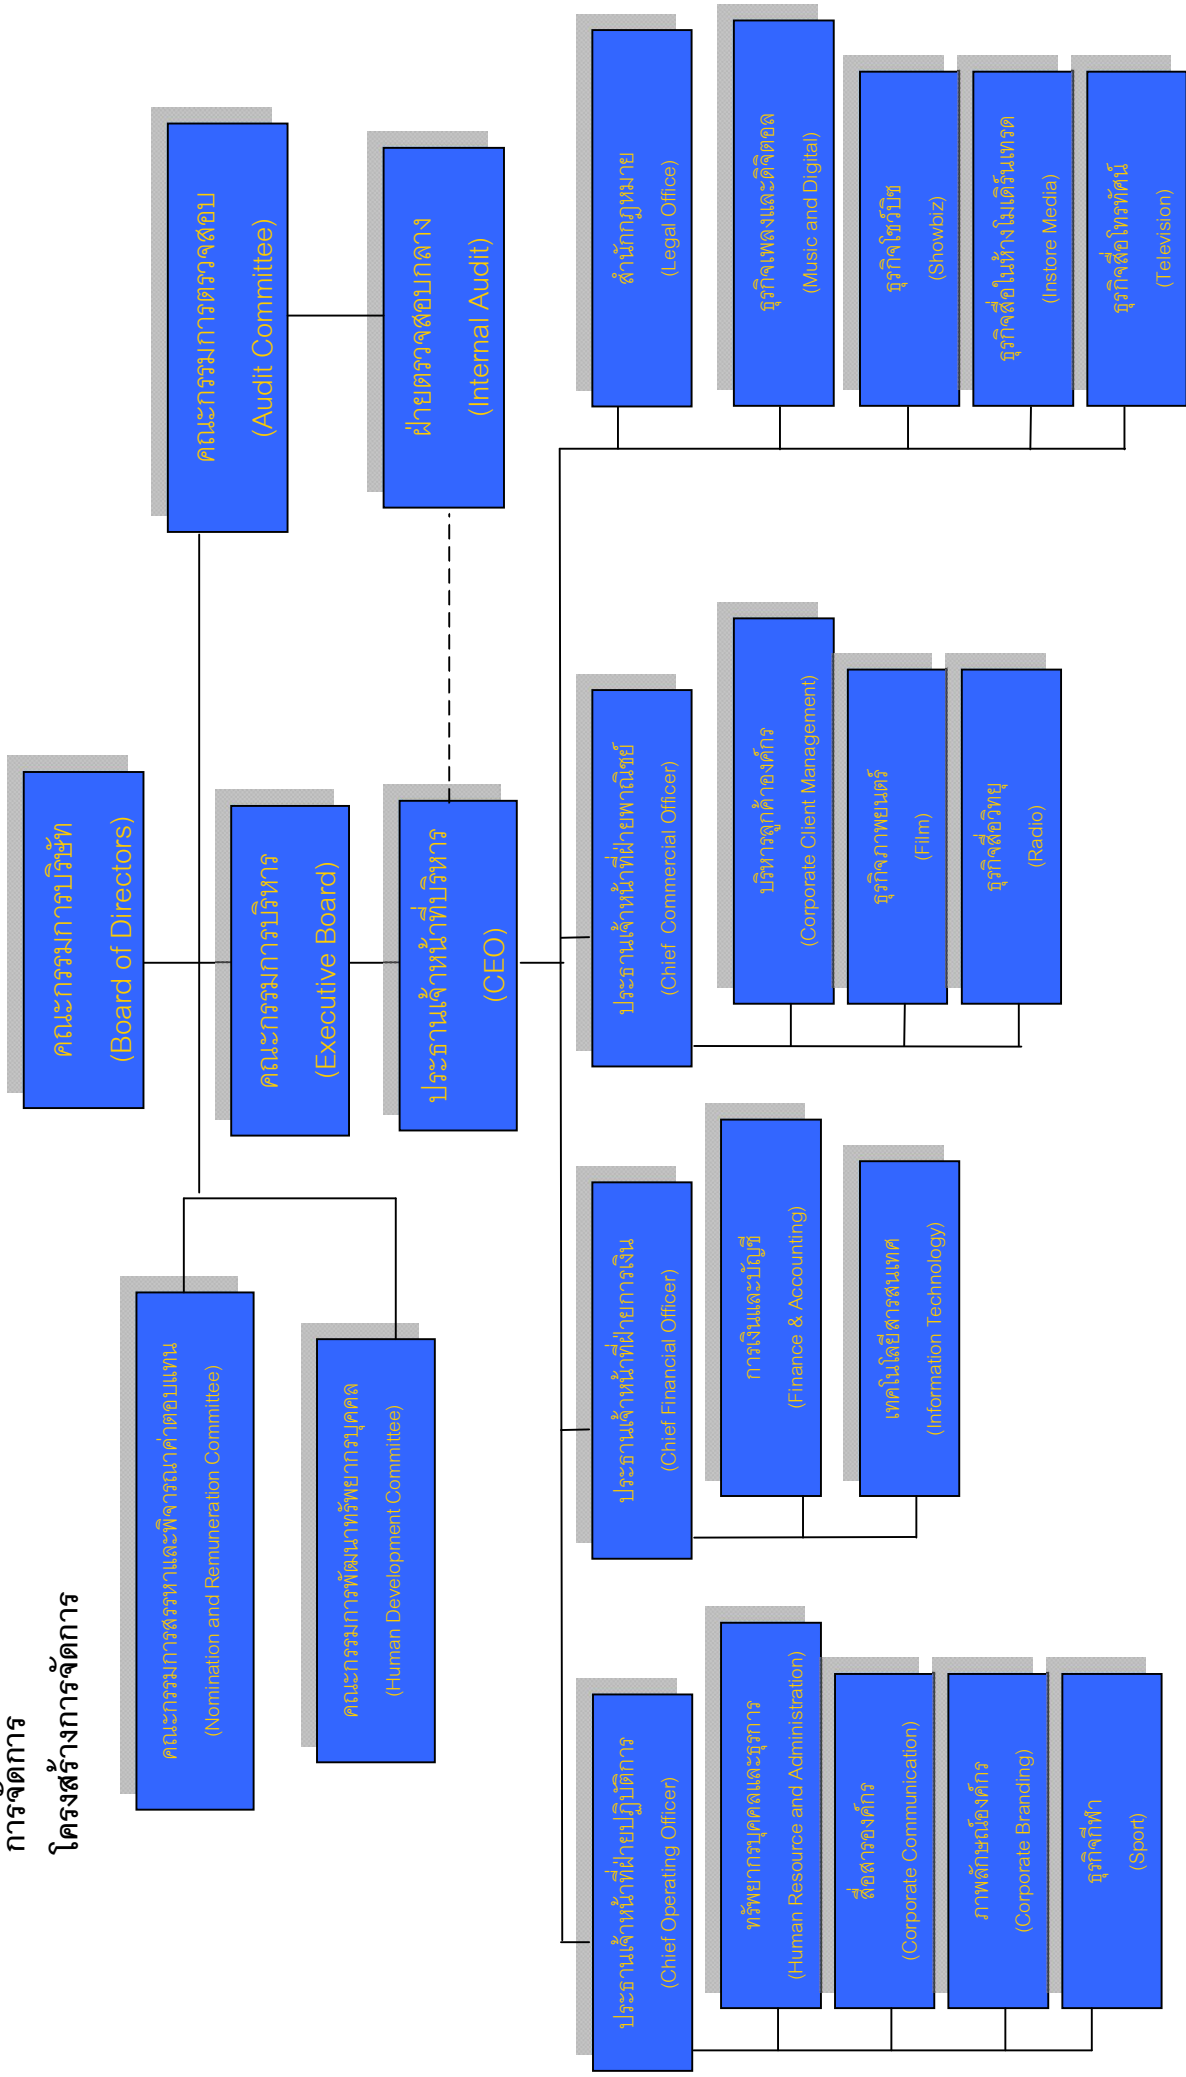 การจัดการ
โครงสร้างการจัดการ
คณะกรรมการบริษัท
(Board of Directors)
คณะกรรมการสรรหาและพิจารณาค่าตอบแทน
(Nomination and Remuneration Committee)
คณะกรรมการตรวจสอบ
(Audit Committee)
คณะกรรมการบริหาร
(Executive Board)
คณะกรรมการพัฒนาทรัพยากรบุคคล
(Human Development Committee)
ประธานเจ้าหน้าที่บริหาร
(CEO)
ฝ่ายตรวจสอบกลาง
(Internal Audit)
ประธานเจ้าหน้าที่ฝ่ายปฏิบัติการ
(Chief Operating Officer)
ทรัพยากรบุคคลและธุรการ
(Human Resource and Administration)
สื่อสารองค์กร
(Corporate Communication)
ภาพลักษณ์องค์กร
(Corporate Branding)
ธุรกิจกีฬา
(Sport)
ประธานเจ้าหน้าที่ฝ่ายการเงิน
(Chief Financial Officer)
การเงินและบัญชี
(Finance & Accounting)
เทคโนโลยีสารสนเทศ
(Information Technology)
ประธานเจ้าหน้าที่ฝ่ายพาณิชย์
(Chief Commercial Officer)
บริหารลูกค้าองค์กร
(Corporate Client Management)
ธุรกิจภาพยนตร์
(Film)
ธุรกิจสื่อวิทยุ
(Radio)
สำนักกฎหมาย
(Legal Office)
ธุรกิจเพลงและดิจิตอล
(Music and Digital)
ธุรกิจโชว์บิซ
(Showbiz)
ธุรกิจสื่อในห้างโมเดิร์นเทรด
(Instore Media)
ธุรกิจสื่อโทรทัศน์
(Television)